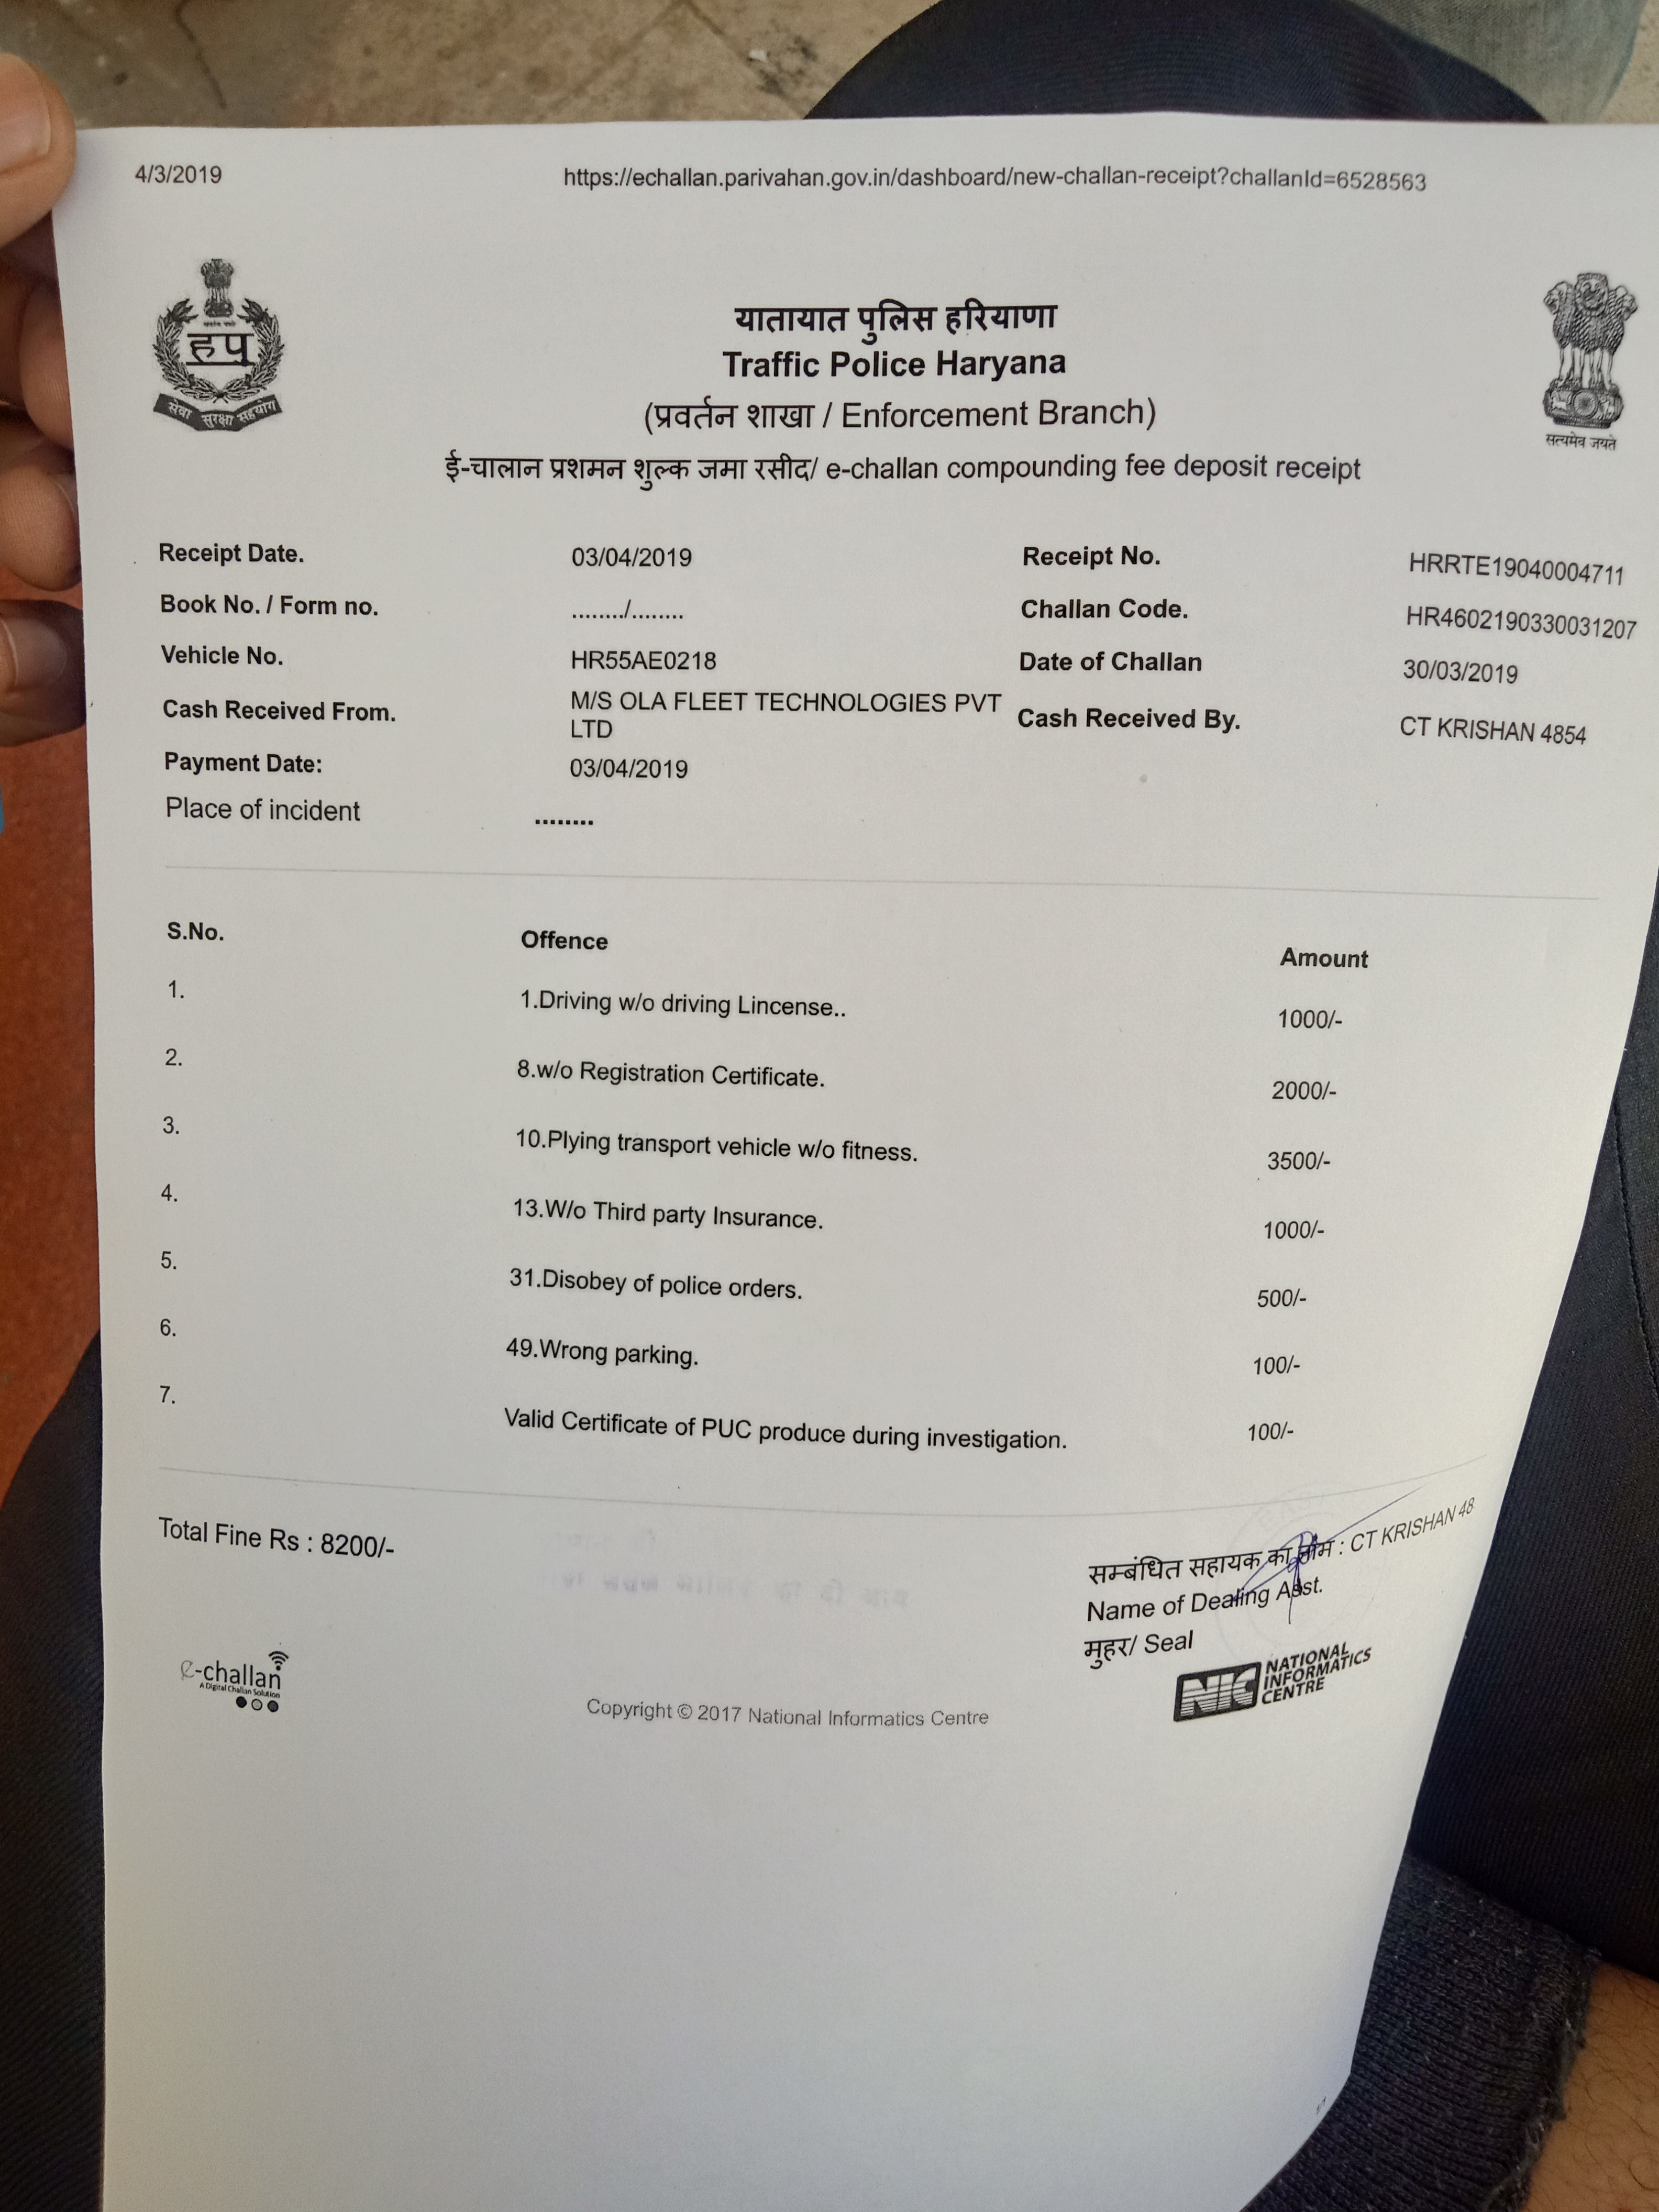 4/3/2019 https://echallan.parivahan.gov.in/dashboard/new-challan-receipt?challanId=6528563
हपु
सेवा सुरक्षा सहयोग
सत्यमेव जयते
यातायात पुलिस हरियाणा
Traffic Police Haryana
(प्रवर्तन शाखा / Enforcement Branch)
ई-चालान प्रशमन शुल्क जमा रसीद/ e-challan compounding fee deposit receipt
Receipt Date. 03/04/2019 Receipt No. HRRTE19040004711
Book No. / Form no. ......../........ Challan Code. HR4602190330031207
Vehicle No. HR55AE0218 Date of Challan 30/03/2019
Cash Received From. M/S OLA FLEET TECHNOLOGIES PVT
LTD Cash Received By. CT KRISHAN 4854
Payment Date: 03/04/2019
Place of incident ........
S.No. Offence Amount
1. 1.Driving w/o driving Lincense.. 1000/-
2. 8.w/o Registration Certificate. 2000/-
3. 10.Plying transport vehicle w/o fitness. 3500/-
4. 13.W/o Third party Insurance. 1000/-
5. 31.Disobey of police orders. 500/-
6. 49.Wrong parking. 100/-
7. Valid Certificate of PUC produce during investigation. 100/-
Total Fine Rs : 8200/-
सम्बंधित सहायक का नाम : CT KRISHAN 48
Name of Dealing Asst.
मुहर/ Seal
e-challan
A Digital Challan Solution
Copyright © 2017 National Informatics Centre
NIC NATIONAL
INFORMATICS
CENTRE